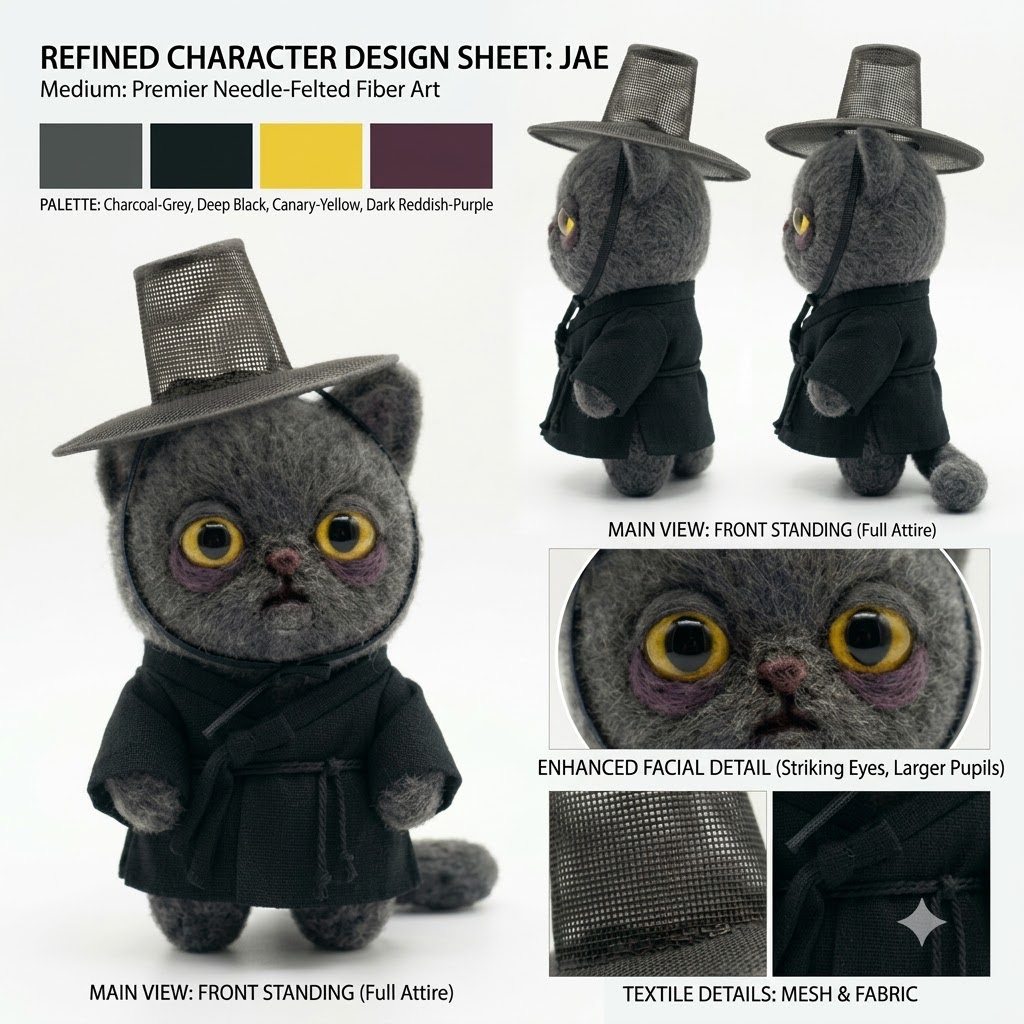 REFINED CHARACTER DESIGN SHEET: JAE
Medium: Premier Needle-Felted Fiber Art
PALETTE: Charcoal-Grey, Deep Black, Canary-Yellow, Dark Reddish-Purple
MAIN VIEW: FRONT STANDING (Full Attire)
ENHANCED FACIAL DETAIL (Striking Eyes, Larger Pupils)
TEXTILE DETAILS: MESH & FABRIC
MAIN VIEW: FRONT STANDING (Full Attire)